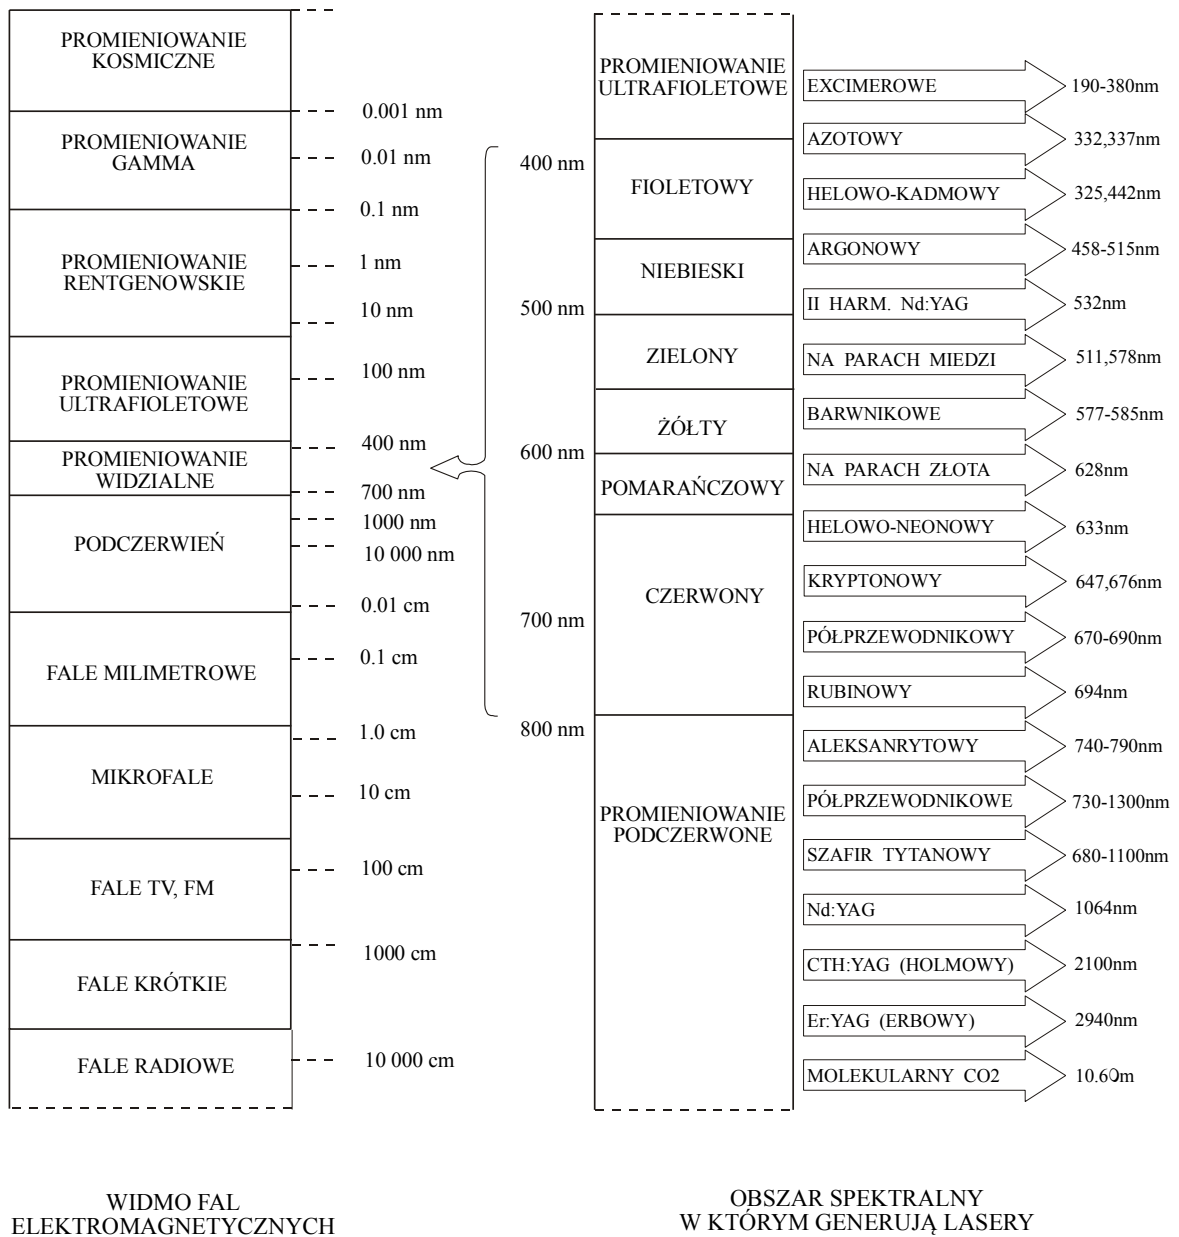 PROMIENIOWANIE
KOSMICZNE
0.001 nm
PROMIENIOWANIE
GAMMA
0.01 nm
0.1 nm
PROMIENIOWANIE
RENTGENOWSKIE
1 nm
10 nm
100 nm
PROMIENIOWANIE
ULTRAFIOLETOWE
400 nm
PROMIENIOWANIE
WIDZIALNE
700 nm
1000 nm
PODCZERWIEŃ
10 000 nm
0.01 cm
FALE MILIMETROWE
0.1 cm
1.0 cm
MIKROFALE
10 cm
100 cm
FALE TV, FM
1000 cm
FALE KRÓTKIE
FALE RADIOWE
10 000 cm
WIDMO FAL
ELEKTROMAGNETYCZNYCH
PROMIENIOWANIE
ULTRAFIOLETOWE
400 nm
FIOLETOWY
NIEBIESKI
500 nm
ZIELONY
ŻÓŁTY
600 nm
POMARAŃCZOWY
CZERWONY
700 nm
800 nm
PROMIENIOWANIE
PODCZERWONE
EXCIMEROWE 190-380nm
AZOTOWY 332,337nm
HELOWO-KADMOWY 325,442nm
ARGONOWY 458-515nm
II HARM. Nd:YAG 532nm
NA PARACH MIEDZI 511,578nm
BARWNIKOWE 577-585nm
NA PARACH ZŁOTA 628nm
HELOWO-NEONOWY 633nm
KRYPTONOWY 647,676nm
PÓŁPRZEWODNIKOWY 670-690nm
RUBINOWY 694nm
ALEKSANRYTOWY 740-790nm
PÓŁPRZEWODNIKOWE 730-1300nm
SZAFIR TYTANOWY 680-1100nm
Nd:YAG 1064nm
CTH:YAG (HOLMOWY) 2100nm
Er:YAG (ERBOWY) 2940nm
MOLEKULARNY CO2
OBSZAR SPEKTRALNY
W KTÓRYM GENERUJĄ LASERY